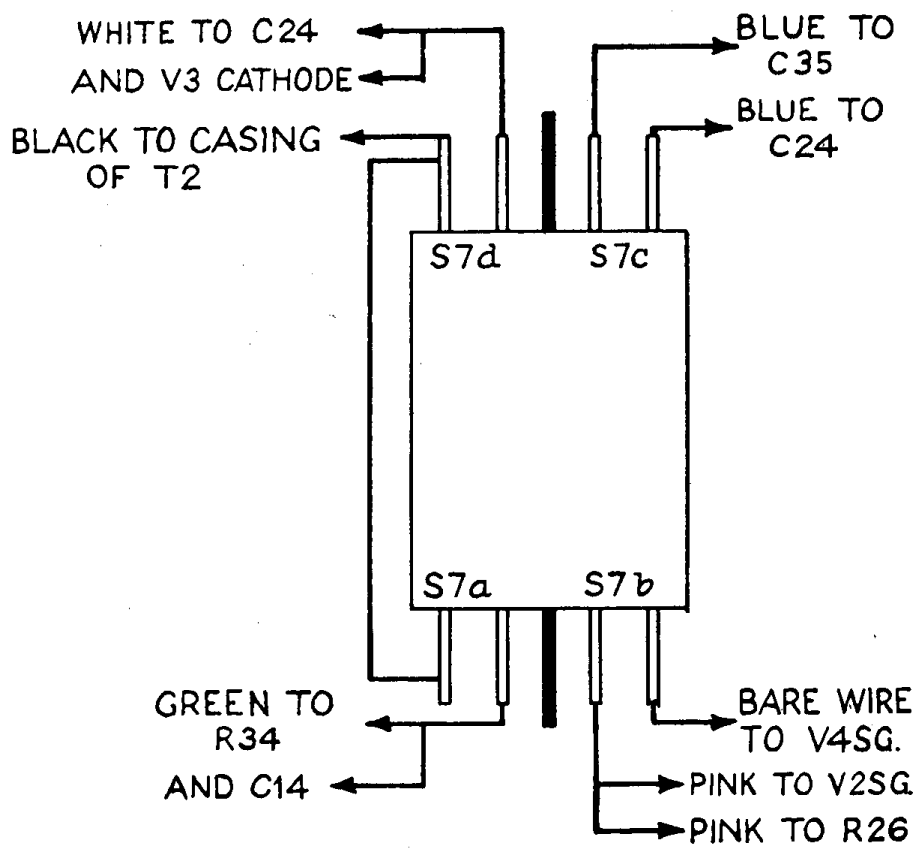 WHITE TO C24
AND V3 CATHODE
BLACK TO CASING
OF T2
BLUE TO
C35
BLUE TO
C24
S7d
S7c
S7a
S7b
GREEN TO
R34
AND C14
BARE WIRE
TO V4SG.
PINK TO V2SG.
PINK TO R26